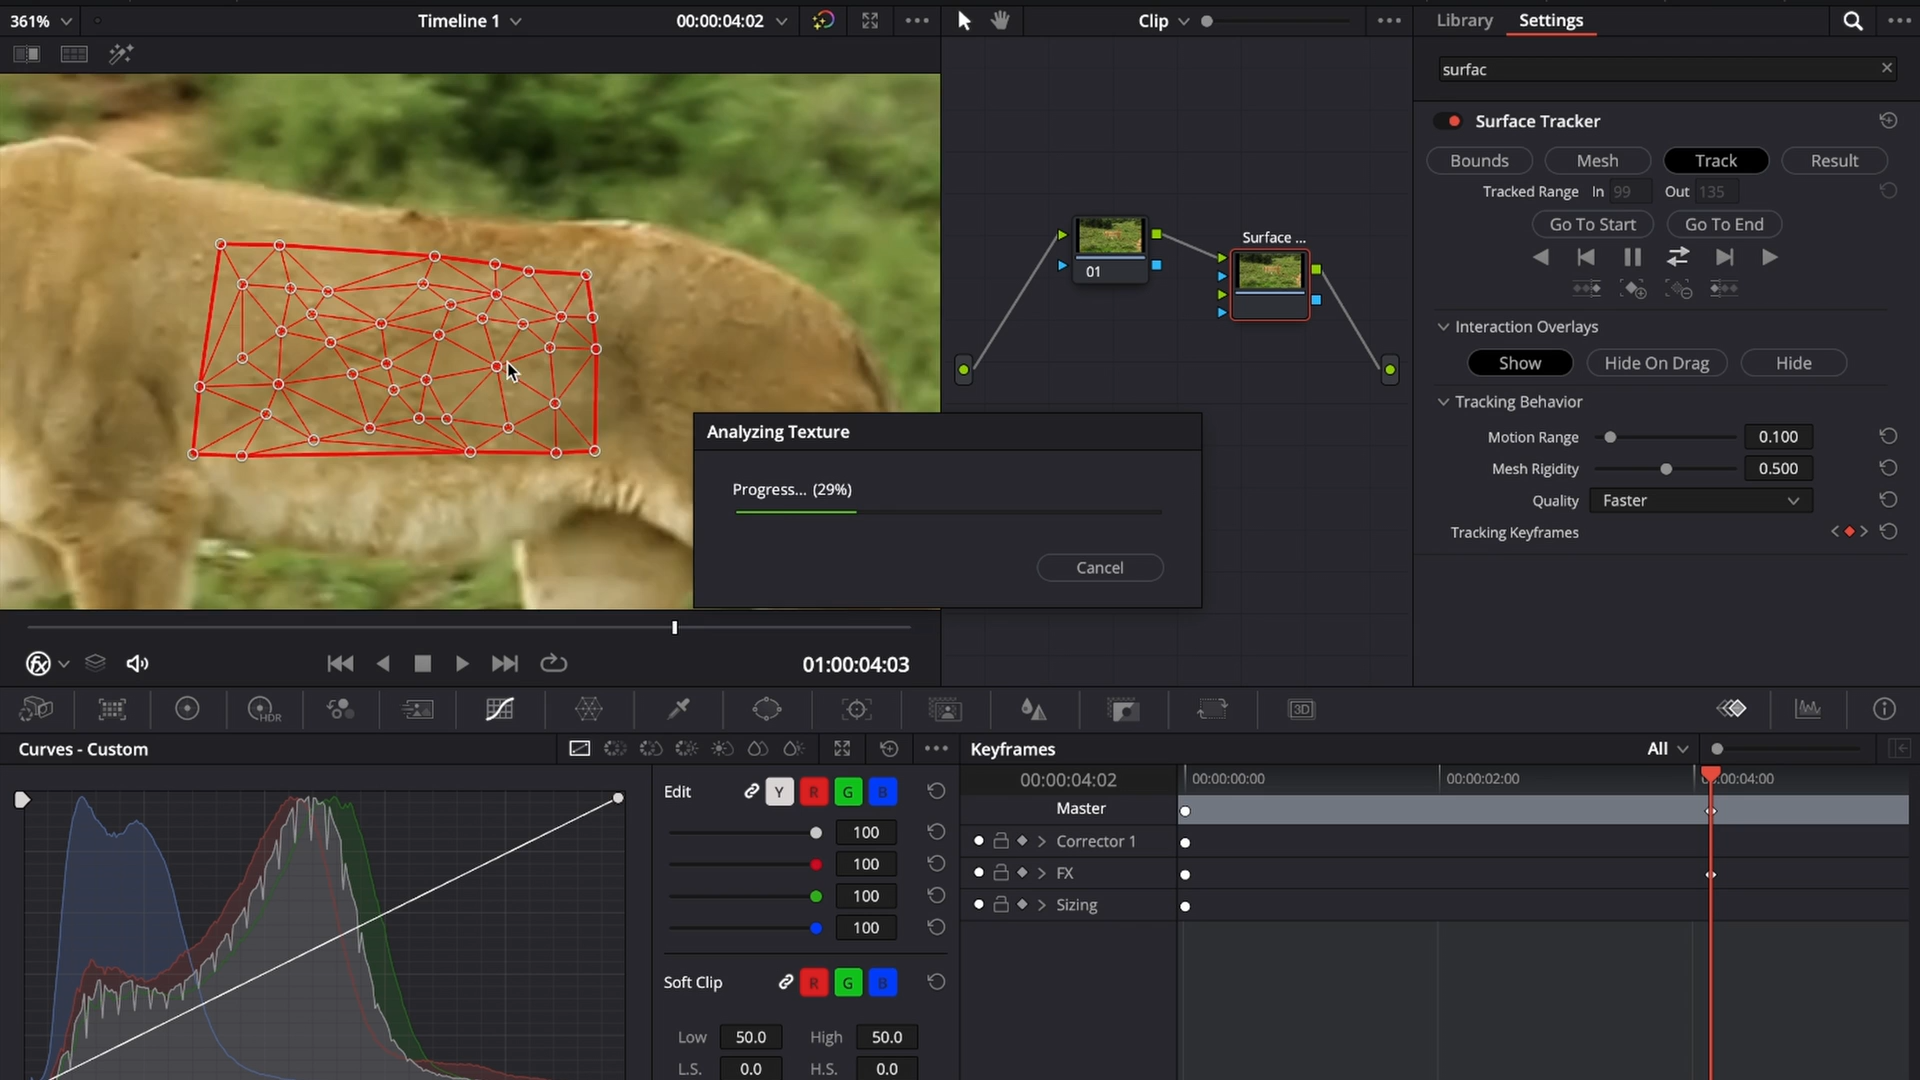 361%
Timeline 1
00:00:04:02
Clip
Library
Settings
surfac
Surface Tracker
Bounds
Mesh
Track
Result
Tracked Range In 99 Out 135
Go To Start
Go To End
Surface ...
01
Interaction Overlays
Show
Hide On Drag
Hide
Tracking Behavior
Motion Range 0.100
Mesh Rigidity 0.500
Quality Faster
Tracking Keyframes
Analyzing Texture
Progress... (29%)
Cancel
fx
01:00:04:03
HDR
3D
Curves - Custom
Edit
Y R G B
100
100
100
100
Soft Clip
R G B
Low 50.0 High 50.0
L.S. 0.0 H.S. 0.0
Keyframes
All
00:00:04:02
00:00:00:00
00:00:02:00
:00:04:00
Master
Corrector 1
FX
Sizing